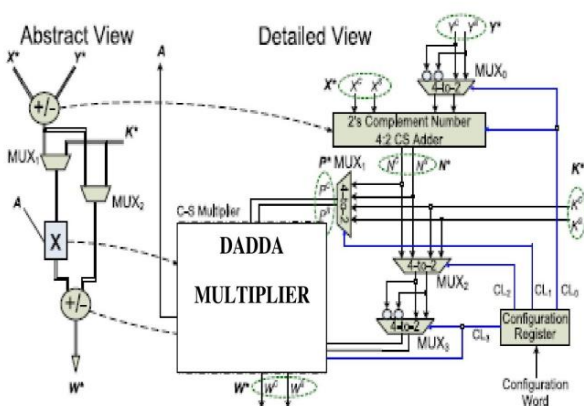 Abstract View
X*
Y*
+/-
K*
MUX1
MUX2
A
X
+/-
W*
Detailed View
A
Y^C Y^S Y*
4-to-2
MUX0
X*
X^C X^S
2's Complement Number
4:2 CS Adder
P* MUX1
N^C N^S N*
K*
P^C
P^S
4-to-2
K^C
K^S
C-S Multiplier
DADDA
MULTIPLIER
4-to-2
MUX2
CL2
CL1
CL0
4-to-2
MUX3
CL3
Configuration
Register
W*
W^C W^S
Configuration
Word